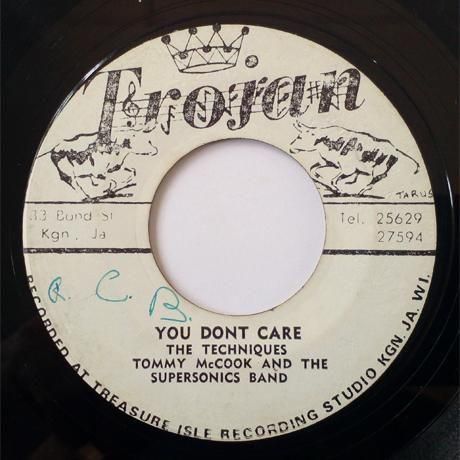 Trojan
TARUS
33 Bond St
Kgn, Ja
Tel. 25629
27594
R. C. B.
YOU DONT CARE
THE TECHNIQUES
TOMMY McCOOK AND THE
SUPERSONICS BAND
RECORDED AT TREASURE ISLE RECORDING STUDIO KGN. JA. W.I.